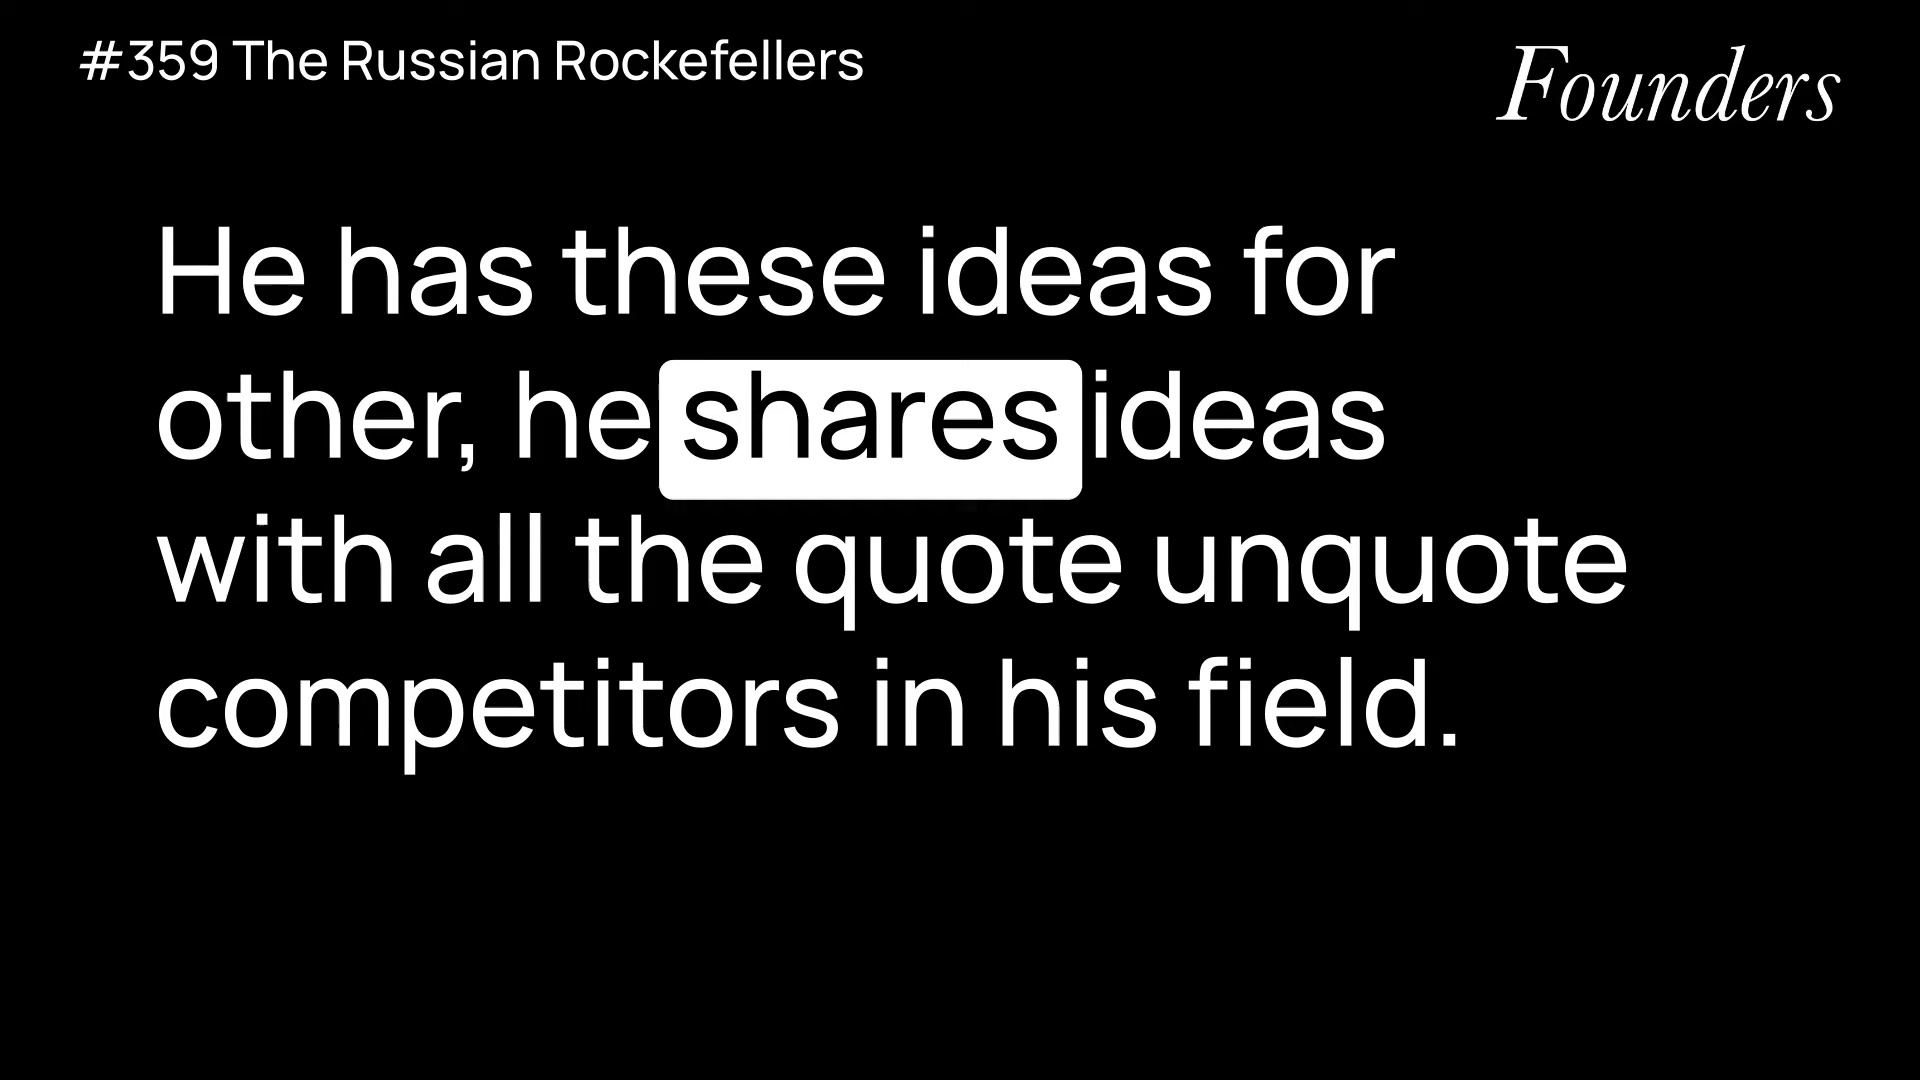 #359 The Russian Rockefellers
Founders
He has these ideas for
other, he shares ideas
with all the quote unquote
competitors in his field.